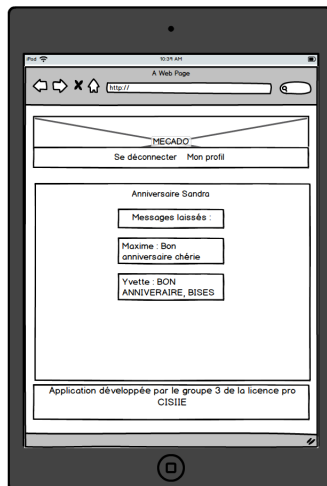 iPod 10:39 AM
A Web Page
http://
MECADO
Se déconnecter Mon profil
Anniversaire Sandra
Messages laissés :
Maxime : Bon
anniversaire chérie
Yvette : BON
ANNIVERAIRE, BISES
Application développée par le groupe 3 de la licence pro
CISIIE